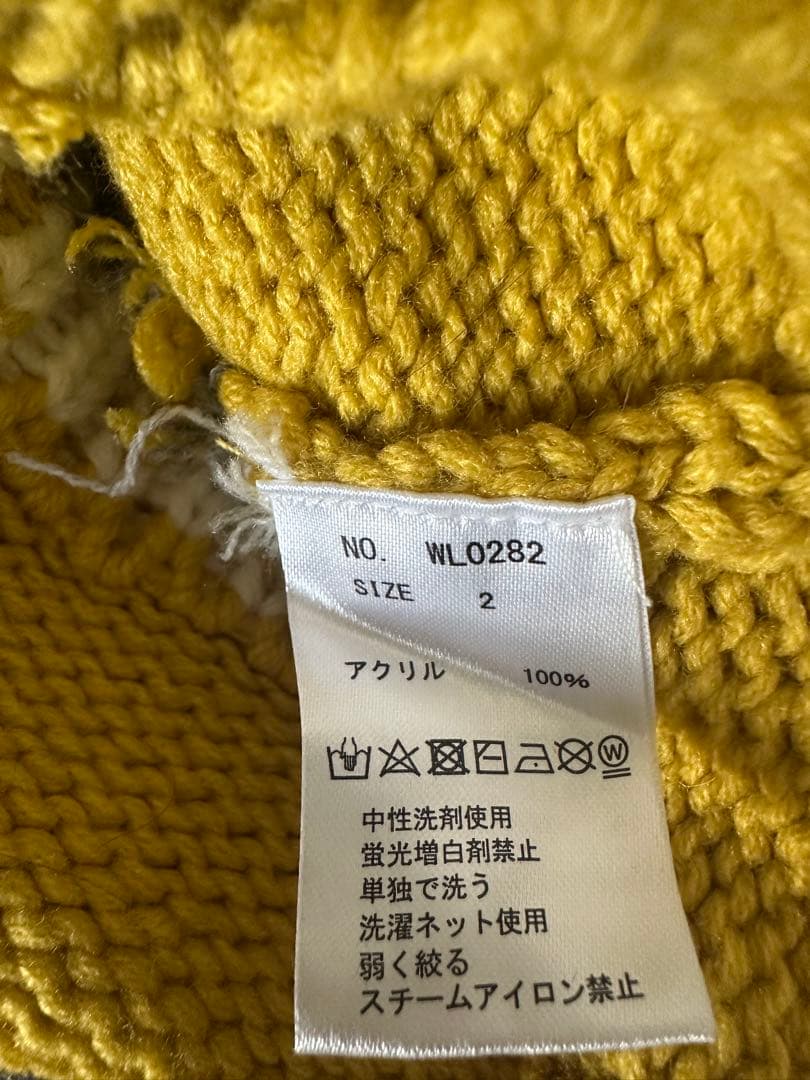 NO. WL0282
SIZE 2
アクリル 100%
W
中性洗剤使用
蛍光増白剤禁止
単独で洗う
洗濯ネット使用
弱く絞る
スチームアイロン禁止